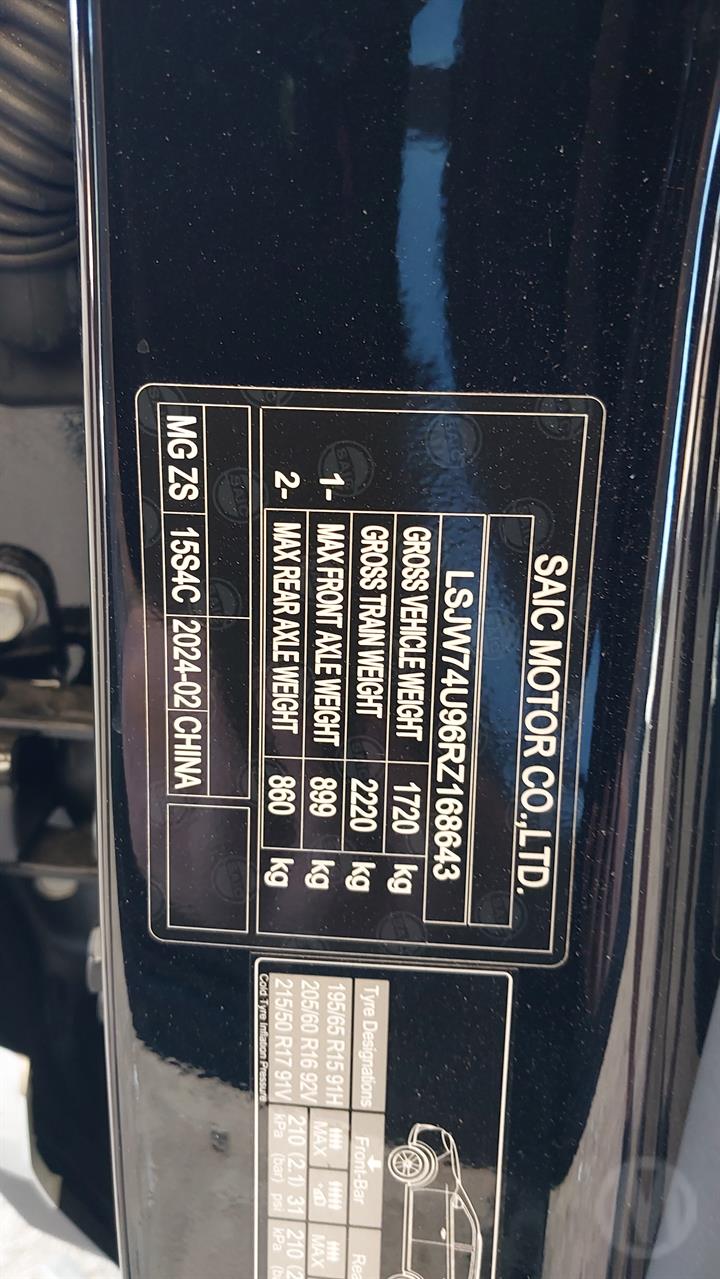 SAIC MOTOR CO.,LTD.
LSJW74U96RZ168643
GROSS VEHICLE WEIGHT 1720 kg
GROSS TRAIN WEIGHT 2220 kg
1- MAX FRONT AXLE WEIGHT 899 kg
2- MAX REAR AXLE WEIGHT 860 kg
MG ZS 15S4C 2024-02 CHINA
Tyre Designations Front-Bar
MAX MAX
195/65 R15 91H
205/60 R16 92V
215/50 R17 91V 210 (2.1) 31 210
Cold Tyre Inflation Pressure kPa (bar) psi kPa